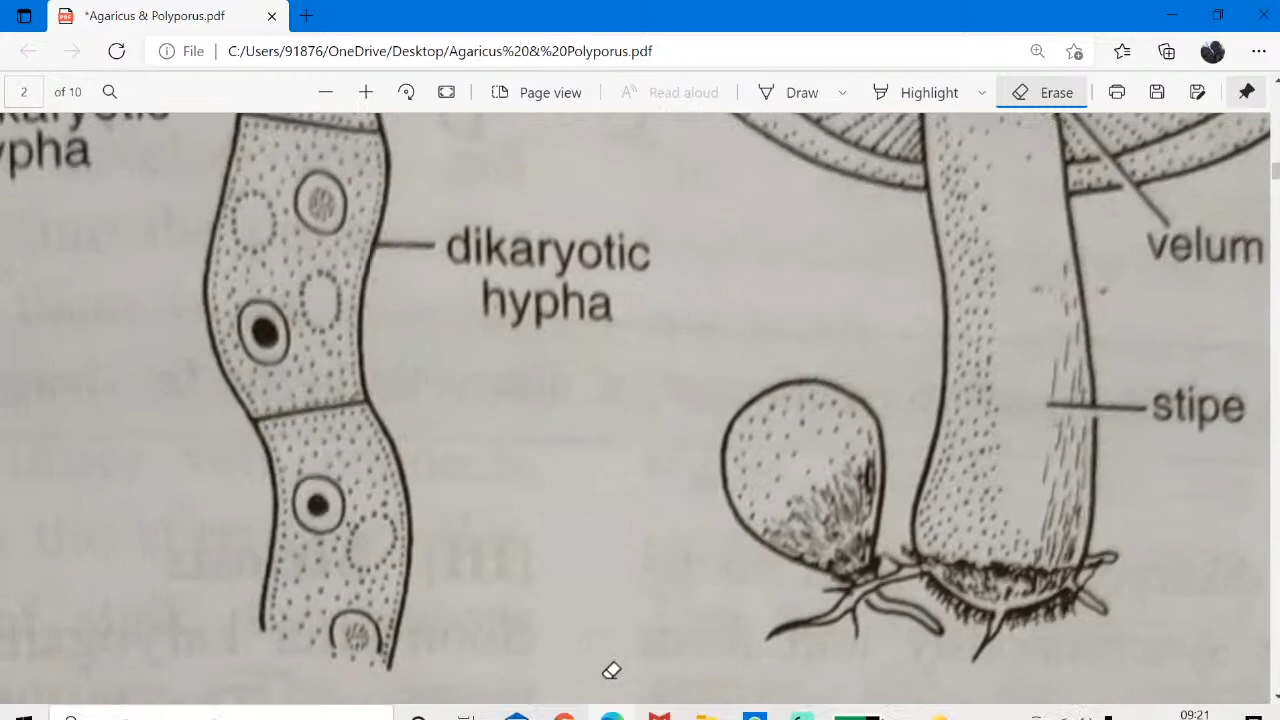 *Agaricus & Polyporus.pdf
File
C:/Users/91876/OneDrive/Desktop/Agaricus%20&%20Polyporus.pdf
2 of 10
Page view
Read aloud
Draw
Highlight
Erase
hypha
dikaryotic
hypha
velum
stipe
09:21